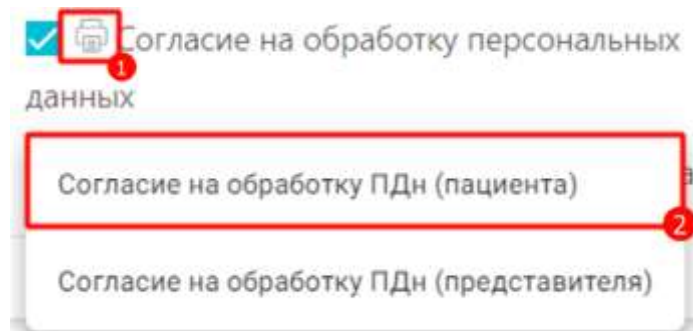 Согласие на обработку персональных
1
данных
Согласие на обработку ПДн (пациента)
2
Согласие на обработку ПДн (представителя)